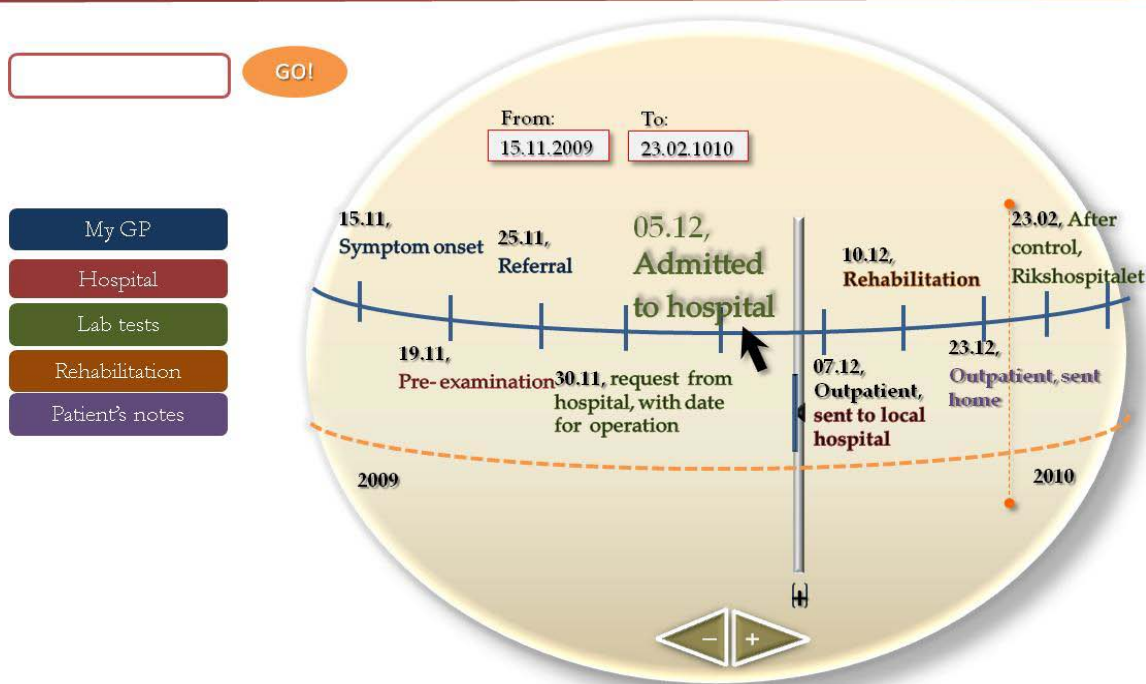 GO!
From:
15.11.2009
To:
23.02.1010
My GP
Hospital
Lab tests
Rehabilitation
Patient's notes
15.11,
Symptom onset
25.11,
Referral
05.12,
Admitted
to hospital
10.12,
Rehabilitation
23.02, After
control,
Rikshospitalet
19.11,
Pre- examination
30.11, request from
hospital, with date
for operation
07.12,
Outpatient,
sent to local
hospital
23.12,
Outpatient, sent
home
2009
2010
[+]
− +